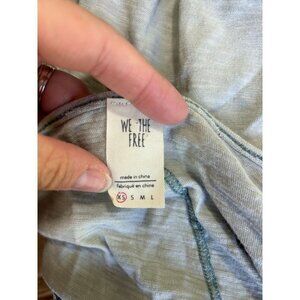 WE THE
FREE
made in china
fabriqué en chine
XS S M L